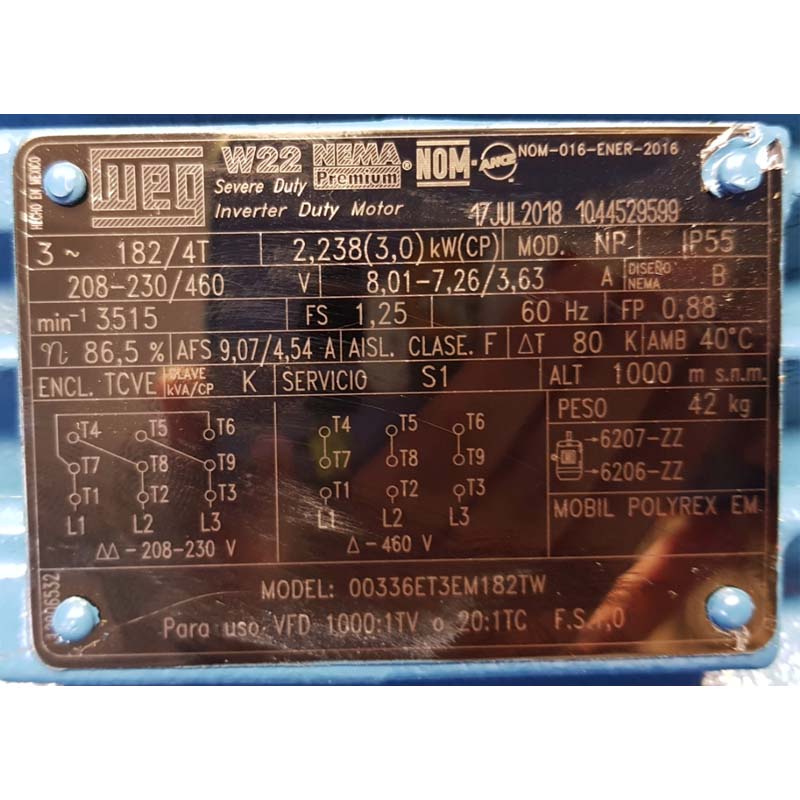 HECHO EN MEXICO
WEG W22 NEMA Premium® NOM ANCE NOM-016-ENER-2016
Severe Duty
Inverter Duty Motor 17JUL2018 1044529599
3~ 182/4T 2,238(3,0) kW(CP) MOD. NP IP55
208-230/460 V 8,01-7,26/3,63 A DISEÑO NEMA B
min⁻¹ 3515 FS 1,25 60 Hz FP 0,88
η 86,5 % AFS 9,07/4,54 A AISL. CLASE. F ΔT 80 K AMB 40°C
ENCL. TCVE CLAVE kVA/CP K SERVICIO S1 ALT 1000 m s.n.m.
PESO 42 kg
T4 T5 T6 T4 T5 T6
T7 T8 T9 T7 T8 T9
T1 T2 T3 T1 T2 T3
L1 L2 L3 L1 L2 L3
ΔΔ-208-230 V Δ-460 V
6207-ZZ
6206-ZZ
MOBIL POLYREX EM
MODEL: 00336ET3EM182TW
Para uso VFD 1000:1TV o 20:1TC F.S.1,0